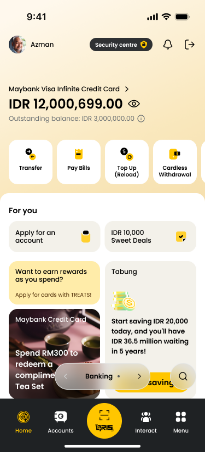 9:41
Azman
Security centre
Maybank Visa Infinite Credit Card
IDR 12,000,699.00
Outstanding balance: IDR 3,000,000.00
Transfer
Pay Bills
Top Up
(Reload)
Cardless
Withdrawal
For you
Apply for an
account
IDR 10,000
Sweet Deals
Want to earn rewards
as you spend?
Apply for cards with TREATS!
Tabung
Start saving IDR 20,000
today, and you'll have
IDR 36.5 million waiting
in 5 years!
Maybank Credit Card
Spend RM300 to
redeem a
complime
Tea Set
Banking
saving
Home
Accounts
QRIS
Interact
Menu